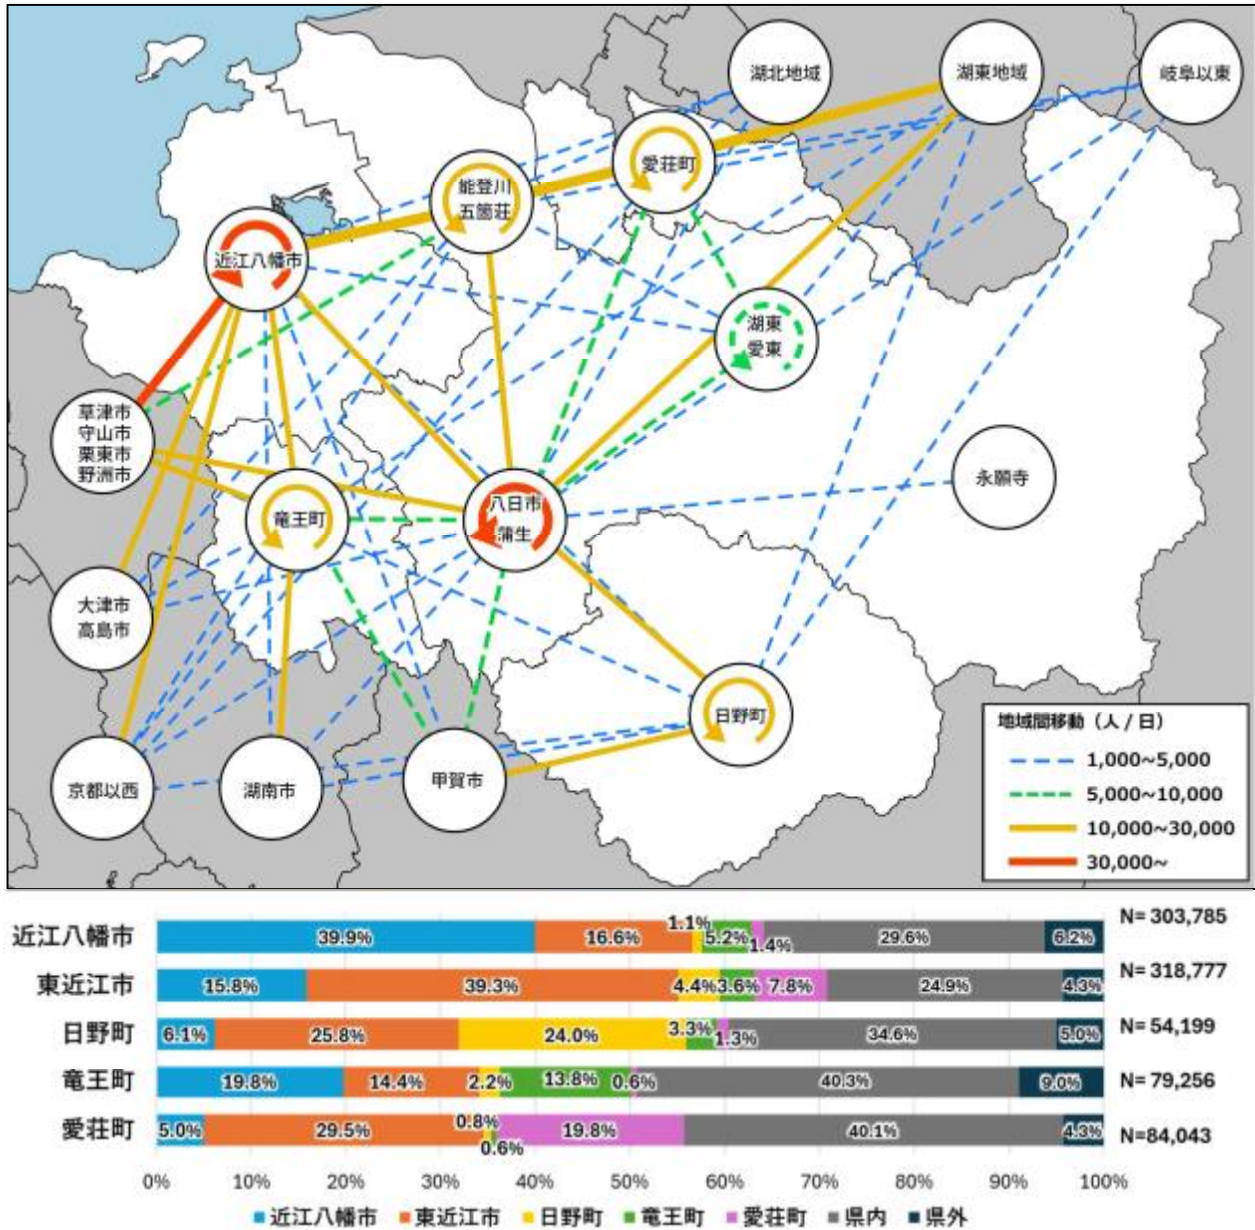 湖北地域
湖東地域
岐阜以東
愛荘町
能登川
五箇荘
近江八幡市
湖東
愛東
草津市
守山市
栗東市
野洲市
永願寺
竜王町
八日市
蒲生
大津市
高島市
日野町
京都以西
湖南市
甲賀市
地域間移動（人 / 日）
1,000~5,000
5,000~10,000
10,000~30,000
30,000~
近江八幡市 39.9% 16.6% 1.1% 5.2% 1.4% 29.6% 6.2% N= 303,785
東近江市 15.8% 39.3% 4.4% 3.6% 7.8% 24.9% 4.3% N= 318,777
日野町 6.1% 25.8% 24.0% 3.3% 1.3% 34.6% 5.0% N= 54,199
竜王町 19.8% 14.4% 2.2% 13.8% 0.6% 40.3% 9.0% N= 79,256
愛荘町 5.0% 29.5% 0.8% 0.6% 19.8% 40.1% 4.3% N=84,043
0% 10% 20% 30% 40% 50% 60% 70% 80% 90% 100%
近江八幡市 東近江市 日野町 竜王町 愛荘町 県内 県外